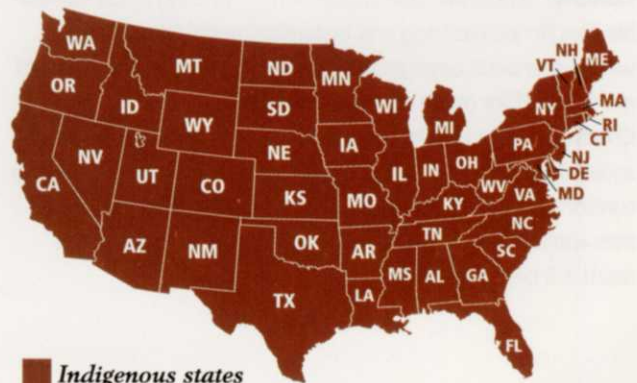 WA
MT
ND
MN
VT NH ME
OR
ID
SD
WI
MI
NY
MA
RI
CT
WY
IA
PA
NJ
DE
MD
NV
NE
IL
IN
OH
WV
VA
CA
UT
CO
KS
MO
KY
NC
AZ
NM
OK
AR
TN
SC
TX
LA
MS
AL
GA
FL
Indigenous states